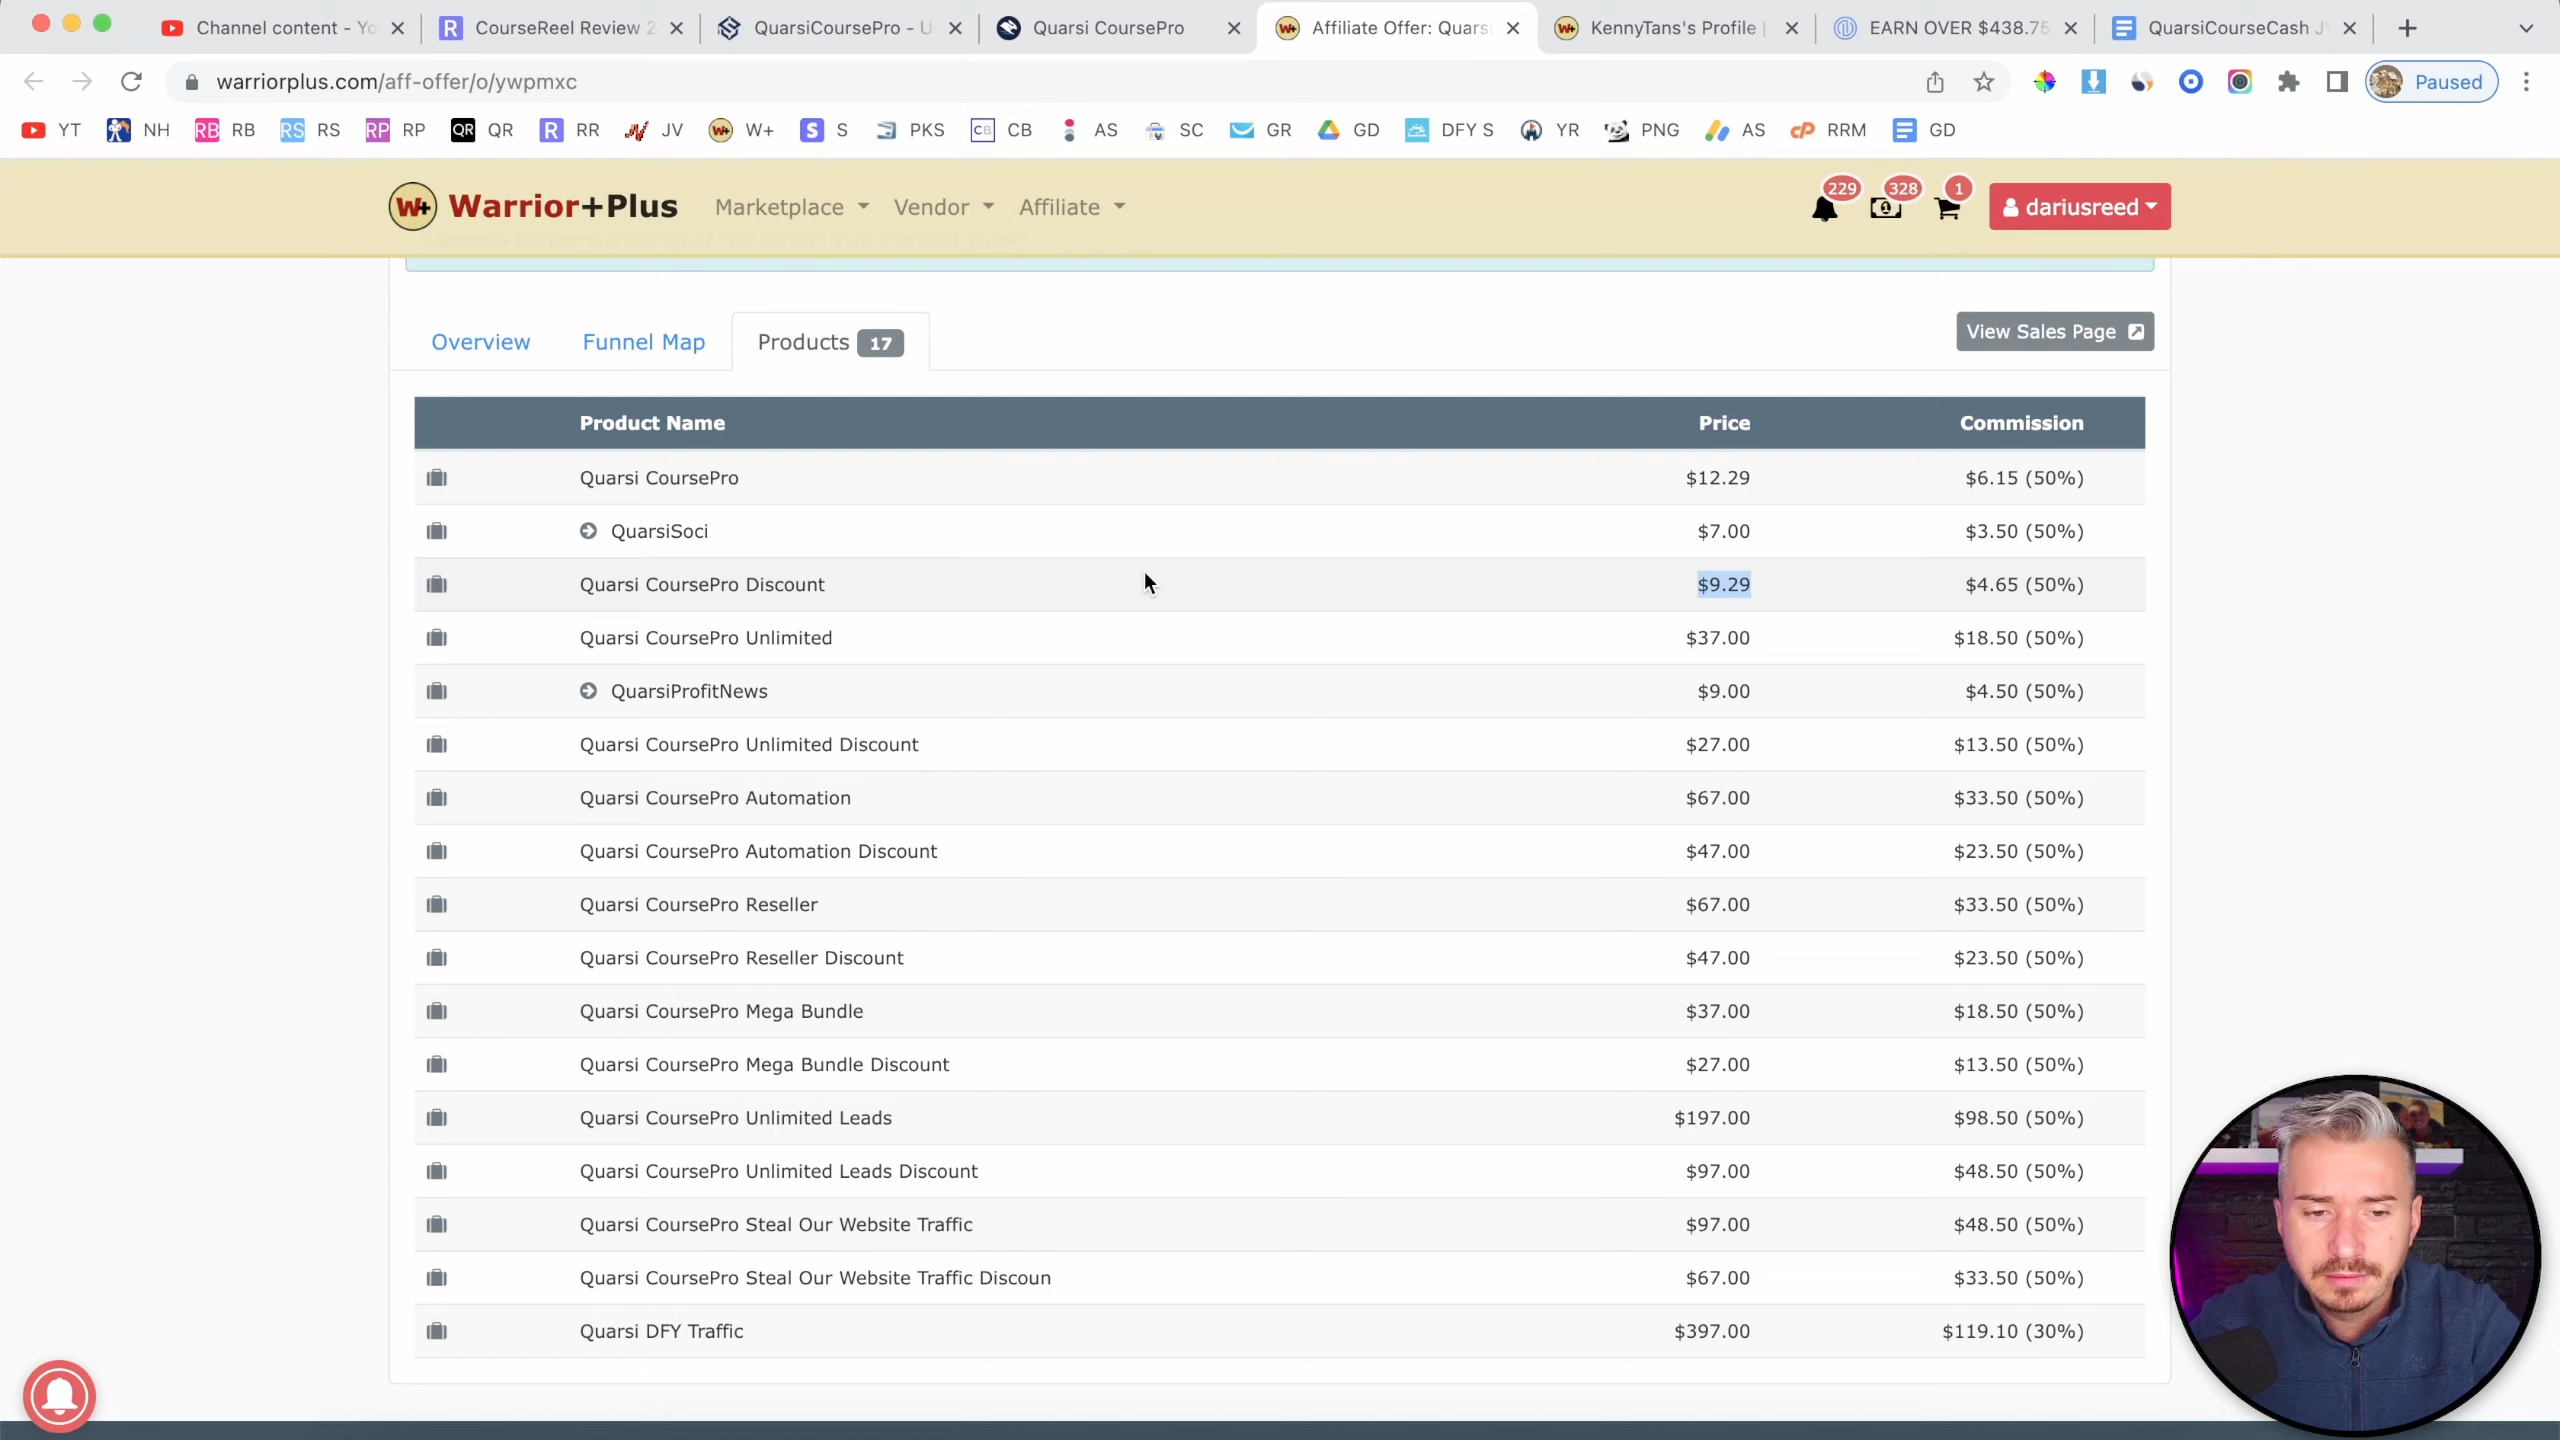 Channel content - Yo
CourseReel Review 2
QuarsiCoursePro - U
Quarsi CoursePro
Affiliate Offer: Quarsi
KennyTans's Profile |
EARN OVER $438.75
QuarsiCourseCash J
warriorplus.com/aff-offer/o/ywpmxc
Paused
YT NH RB RB RS RS RP RP QR QR R RR JV W+ S S PKS CB CB AS SC GR GD DFY S YR PNG AS RRM GD
W+ Warrior+Plus Marketplace Vendor Affiliate 229 328 1 dariusreed
Overview Funnel Map Products 17 View Sales Page
Product Name Price Commission
Quarsi CoursePro $12.29 $6.15 (50%)
QuarsiSoci $7.00 $3.50 (50%)
Quarsi CoursePro Discount $9.29 $4.65 (50%)
Quarsi CoursePro Unlimited $37.00 $18.50 (50%)
QuarsiProfitNews $9.00 $4.50 (50%)
Quarsi CoursePro Unlimited Discount $27.00 $13.50 (50%)
Quarsi CoursePro Automation $67.00 $33.50 (50%)
Quarsi CoursePro Automation Discount $47.00 $23.50 (50%)
Quarsi CoursePro Reseller $67.00 $33.50 (50%)
Quarsi CoursePro Reseller Discount $47.00 $23.50 (50%)
Quarsi CoursePro Mega Bundle $37.00 $18.50 (50%)
Quarsi CoursePro Mega Bundle Discount $27.00 $13.50 (50%)
Quarsi CoursePro Unlimited Leads $197.00 $98.50 (50%)
Quarsi CoursePro Unlimited Leads Discount $97.00 $48.50 (50%)
Quarsi CoursePro Steal Our Website Traffic $97.00 $48.50 (50%)
Quarsi CoursePro Steal Our Website Traffic Discoun $67.00 $33.50 (50%)
Quarsi DFY Traffic $397.00 $119.10 (30%)